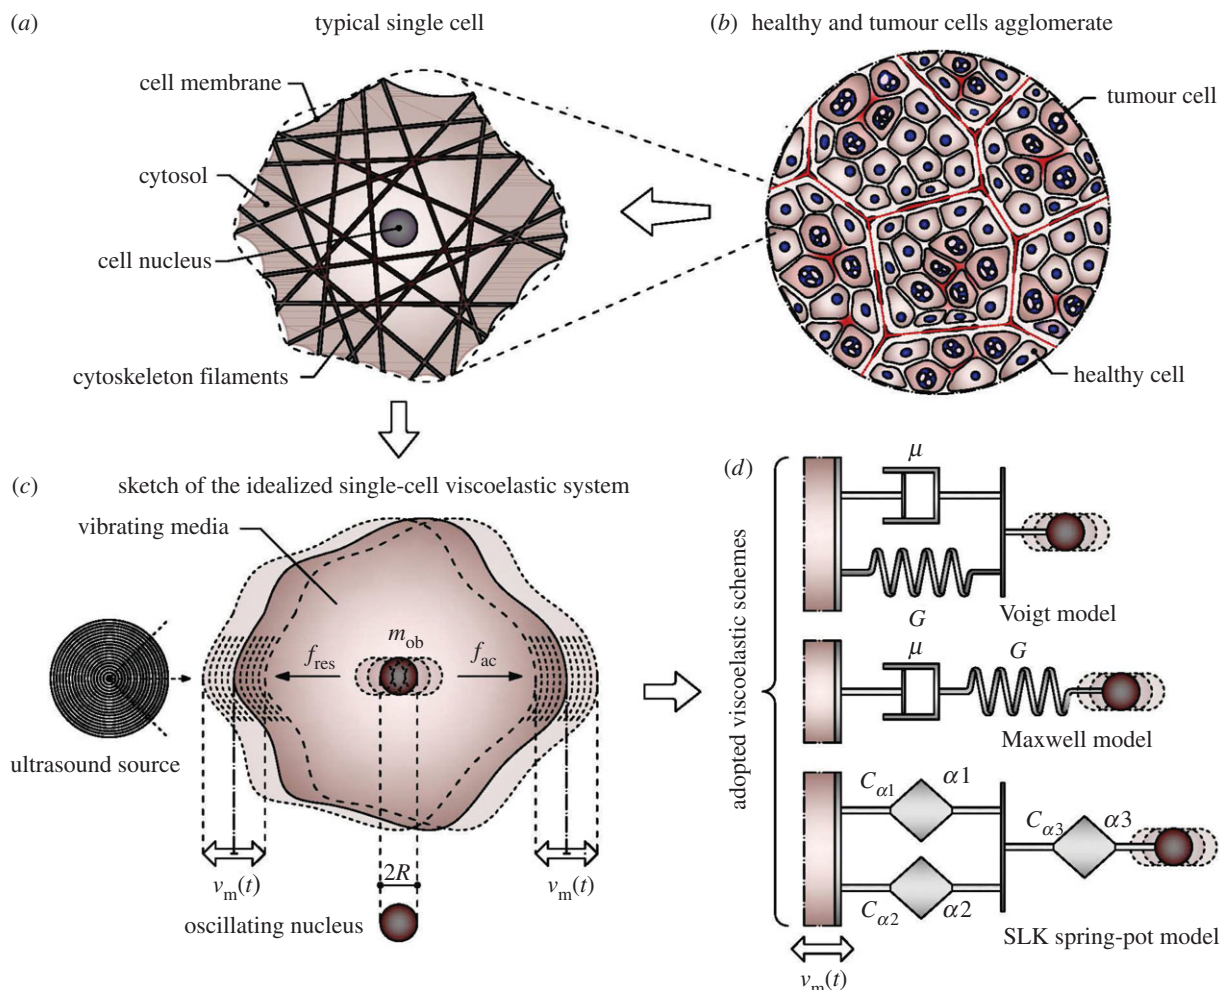 (a) typical single cell
cell membrane
cytosol
cell nucleus
cytoskeleton filaments
(b) healthy and tumour cells agglomerate
tumour cell
healthy cell
(c) sketch of the idealized single-cell viscoelastic system
vibrating media
m_ob
f_res
f_ac
ultrasound source
v_m(t)
2R
v_m(t)
oscillating nucleus
(d)
adopted viscoelastic schemes
μ
G
Voigt model
μ
G
Maxwell model
C_α1 α1
C_α3 α3
C_α2 α2
SLK spring-pot model
v_m(t)